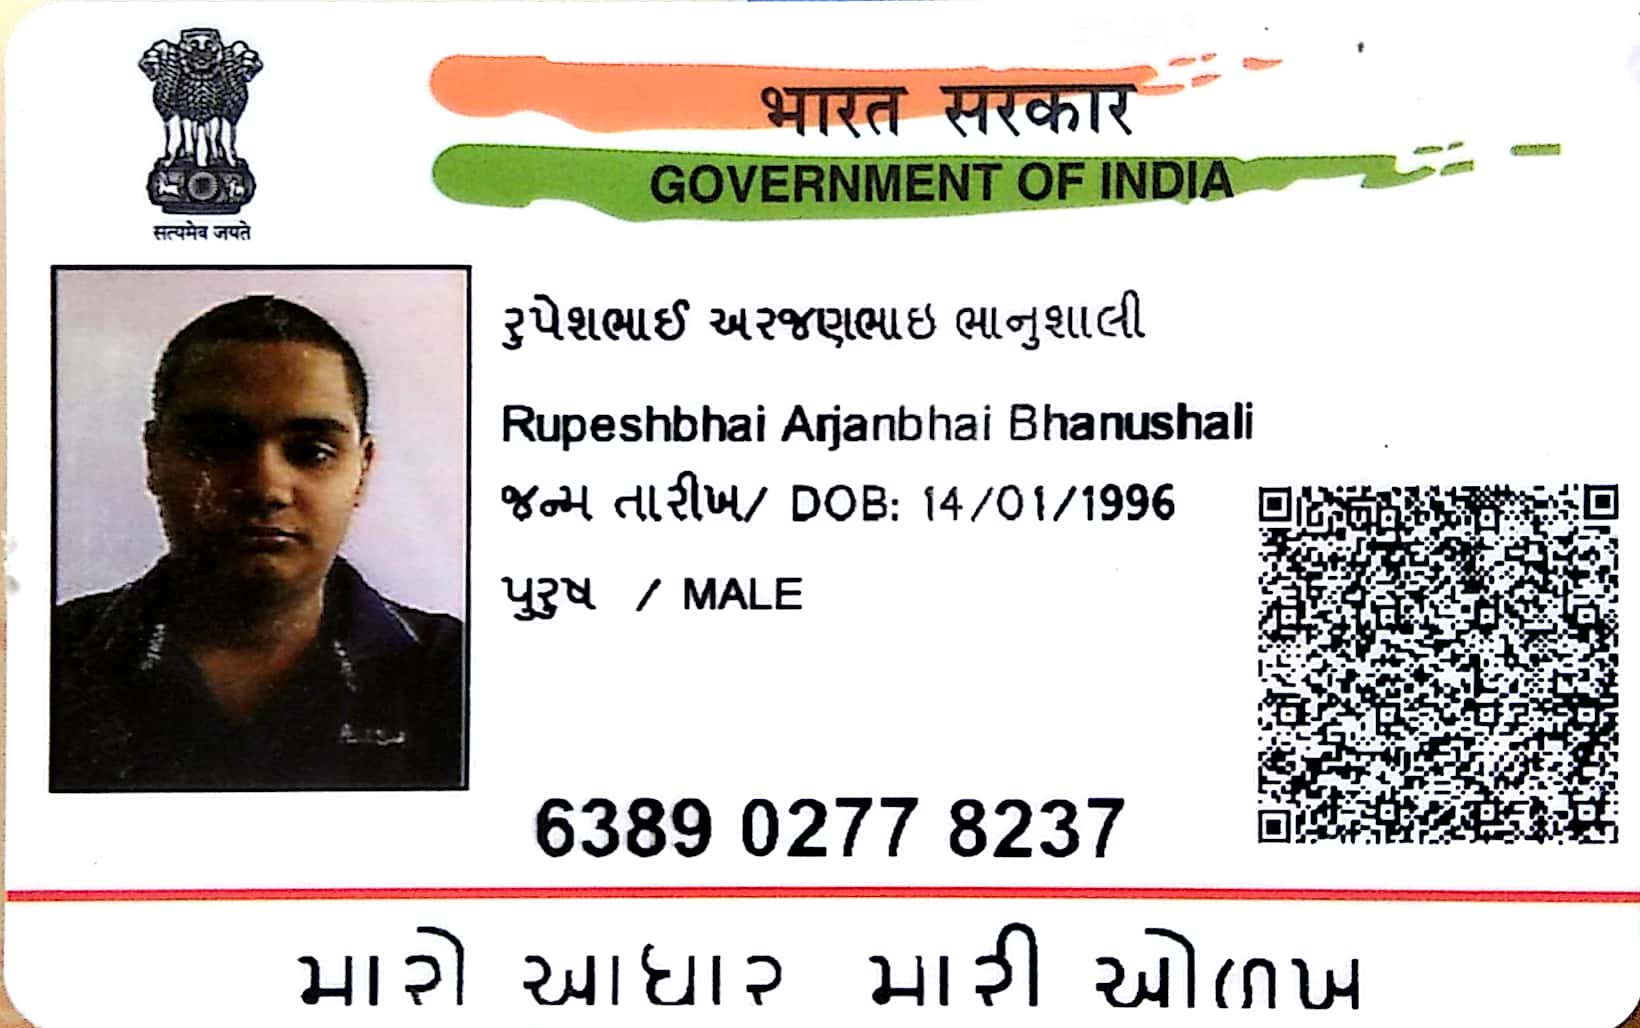 सत्यमेव जयते
भारत सरकार
GOVERNMENT OF INDIA
રુપેશભાઈ અરજણભાઇ ભાનુશાલી
Rupeshbhai Arjanbhai Bhanushali
જન્મ તારીખ/ DOB: 14/01/1996
પુરુષ / MALE
6389 0277 8237
મારો આધાર મારી ઓળખ